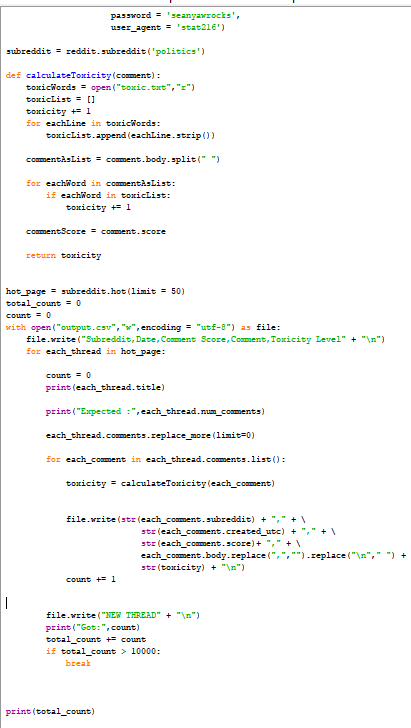 password = 'seanyawrocks',
user_agent = 'stat216')
subreddit = reddit.subreddit('politics')
def calculateToxicity(comment):
toxicWords = open("toxic.txt","r")
toxicList = []
toxicity += 1
for eachLine in toxicWords:
toxicList.append(eachLine.strip())
commentAsList = comment.body.split(" ")
for eachWord in commentAsList:
if eachWord in toxicList:
toxicity += 1
commentScore = comment.score
return toxicity
hot_page = subreddit.hot(limit = 50)
total_count = 0
count = 0
with open("output.csv","w",encoding = "utf-8") as file:
file.write("Subreddit,Date,Comment Score,Comment,Toxicity Level" + "\n")
for each_thread in hot_page:
count = 0
print(each_thread.title)
print("Expected :",each_thread.num_comments)
each_thread.comments.replace_more(limit=0)
for each_comment in each_thread.comments.list():
toxicity = calculateToxicity(each_comment)
file.write(str(each_comment.subreddit) + "," + \
str(each_comment.created_utc) + "," + \
str(each_comment.score)+ "," + \
each_comment.body.replace(",","").replace("\n"," ") +
str(toxicity) + "\n")
count += 1
file.write("NEW THREAD" + "\n")
print("Got:",count)
total_count += count
if total_count > 10000:
break
print(total_count)